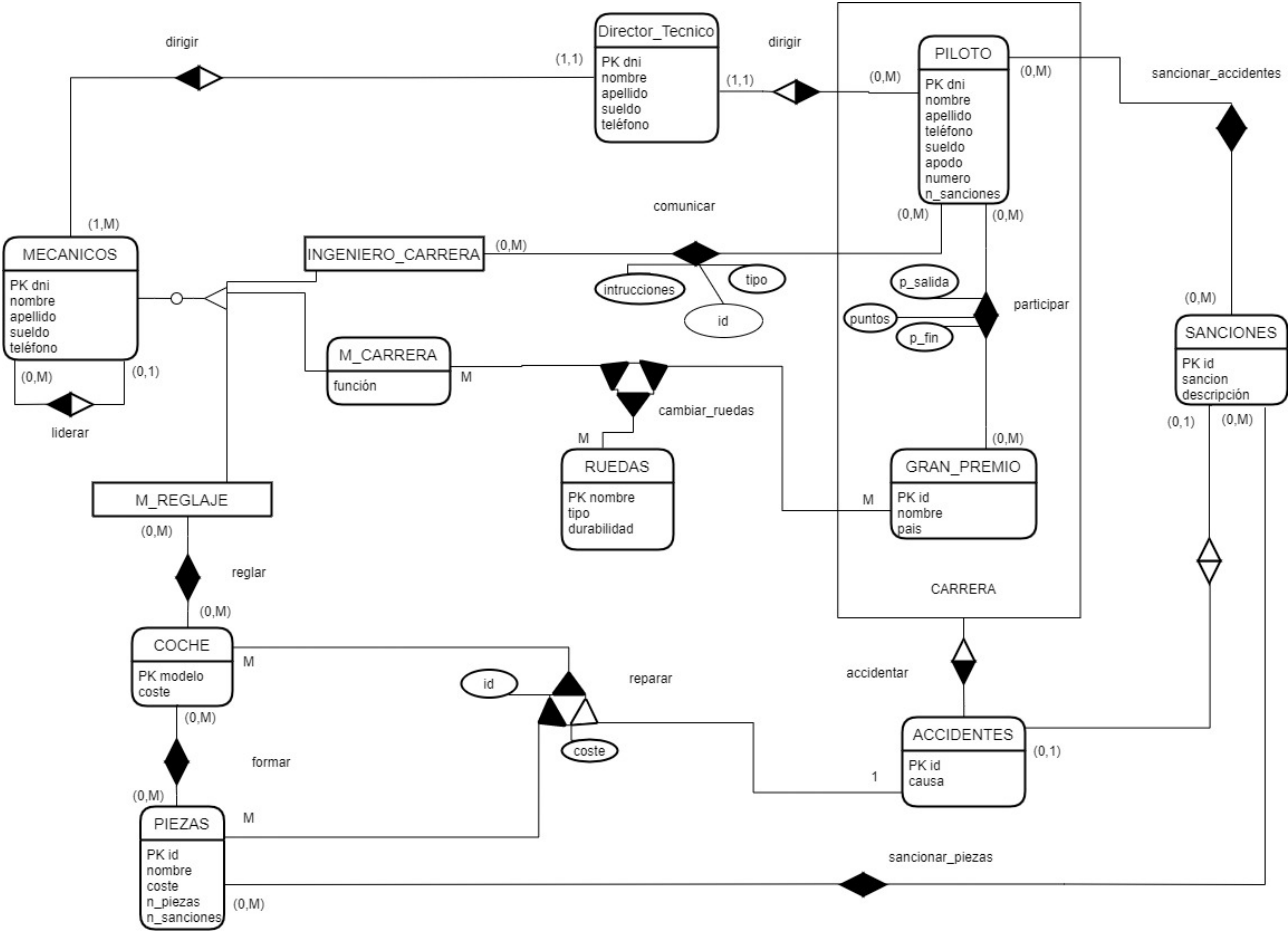 dirigir
(1,1)
Director_Tecnico
PK dni
nombre
apellido
sueldo
teléfono
dirigir
(1,1)
(0,M)
PILOTO
PK dni
nombre
apellido
teléfono
sueldo
apodo
numero
n_sanciones
(0,M)
sancionar_accidentes
(0,M)
(0,M)
(1,M)
MECANICOS
PK dni
nombre
apellido
sueldo
teléfono
(0,M)
(0,1)
liderar
INGENIERO_CARRERA
(0,M)
comunicar
intrucciones
tipo
id
p_salida
puntos
p_fin
participar
(0,M)
SANCIONES
PK id
sancion
descripción
(0,1)
(0,M)
M_CARRERA
función
M
cambiar_ruedas
M
RUEDAS
PK nombre
tipo
durabilidad
(0,M)
GRAN_PREMIO
PK id
nombre
pais
M
CARRERA
M_REGLAJE
(0,M)
reglar
(0,M)
COCHE
PK modelo
coste
M
(0,M)
id
reparar
coste
accidentar
ACCIDENTES
PK id
causa
(0,1)
1
formar
(0,M)
PIEZAS
PK id
nombre
coste
n_piezas
n_sanciones
M
(0,M)
sancionar_piezas